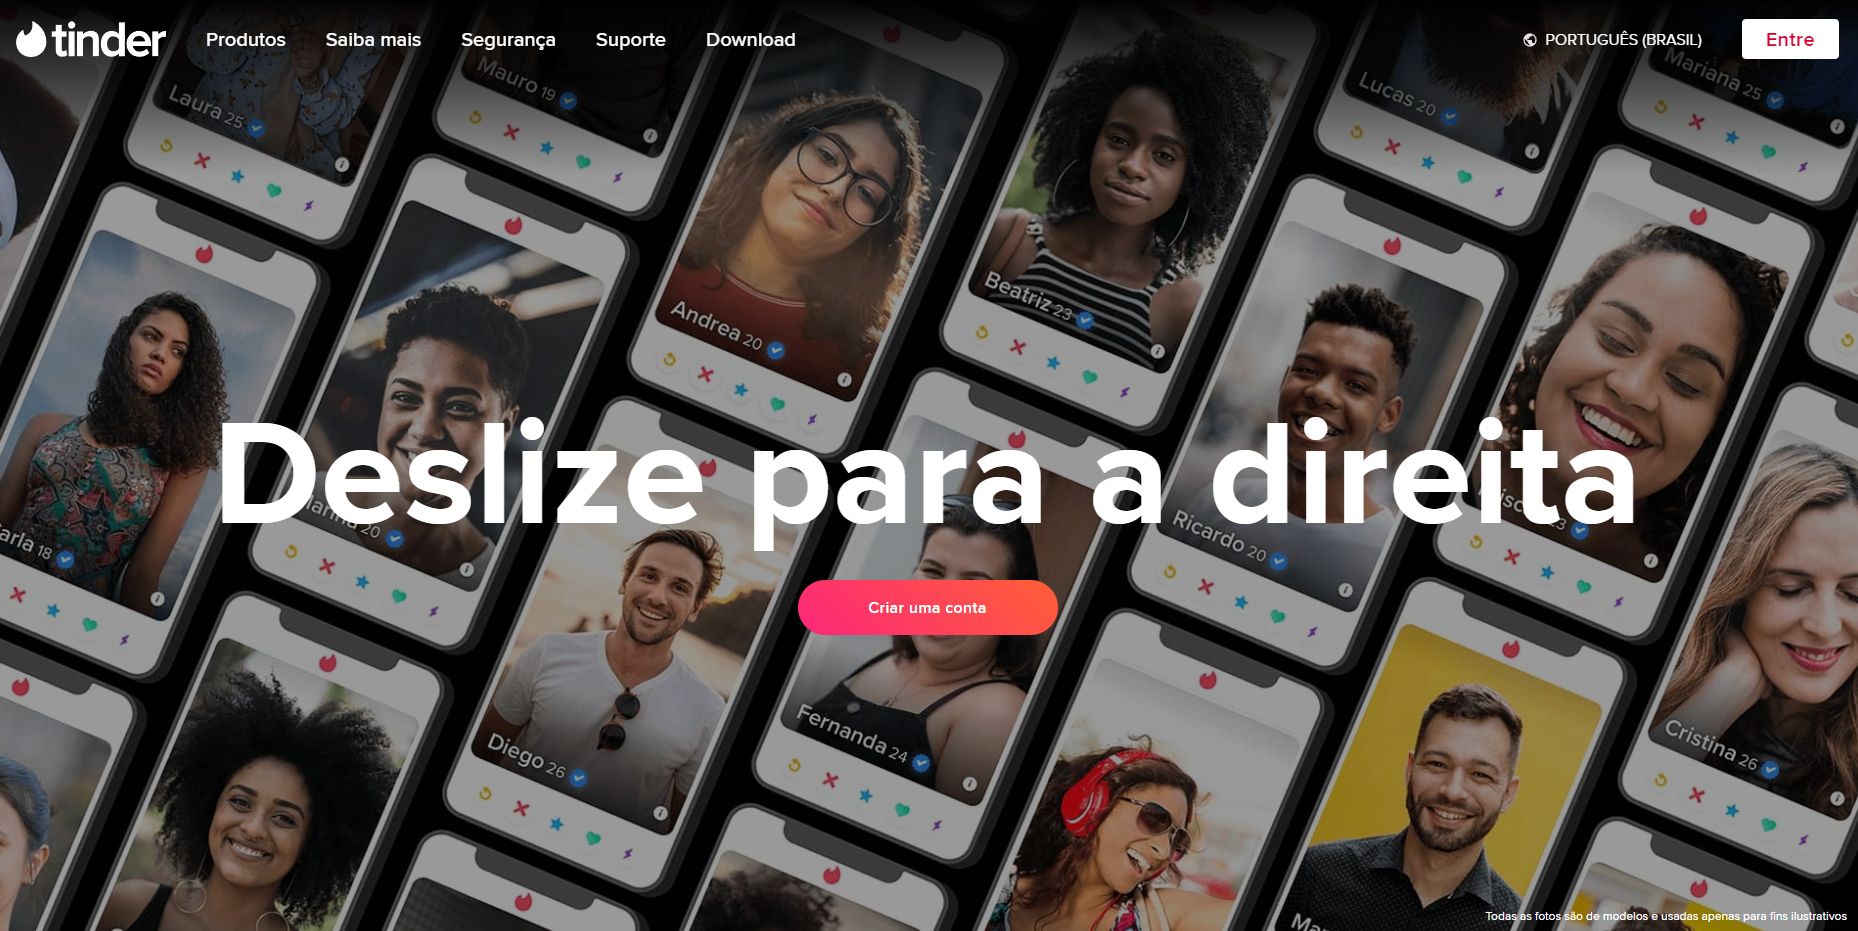 tinder
Produtos
Saiba mais
Segurança
Suporte
Download
PORTUGUÊS (BRASIL)
Entre
Laura 25
Mauro 19
Lucas 20
Mariana 25
Andrea 20
Beatriz 23
Deslize para a direita
18
20
Ricardo 20
23
Criar uma conta
Diego 26
Fernanda 24
Cristina 26
Todas as fotos são de modelos e usadas apenas para fins ilustrativos